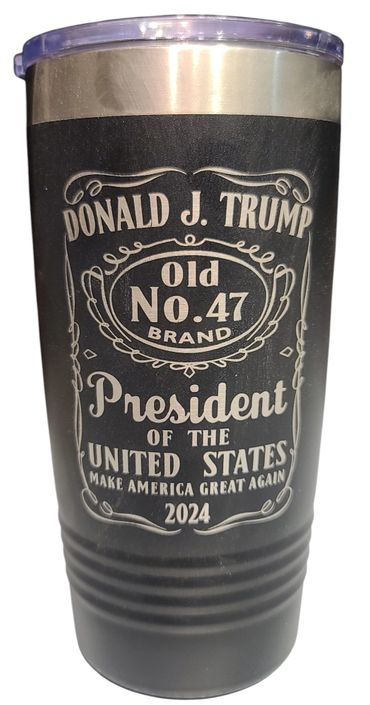 DONALD J. TRUMP
Old
No.47
BRAND
President
OF THE
UNITED STATES
MAKE AMERICA GREAT AGAIN
2024